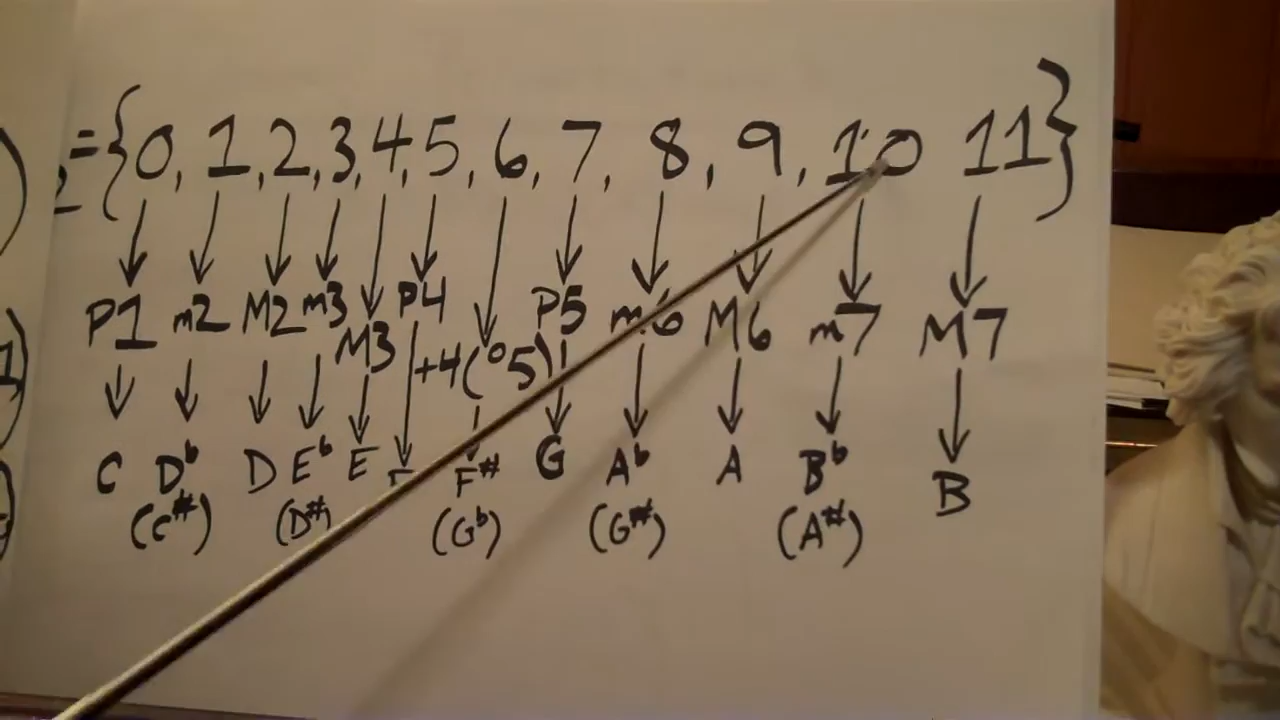 2={0, 1, 2, 3, 4, 5, 6, 7, 8, 9, 10 11}
P1 m2 M2 m3 M3 P4 +4(°5) P5 m6 M6 m7 M7
C D♭ D E♭ E F F# G A♭ A B♭ B
(C#) (D#) (G♭) (G#) (A#)